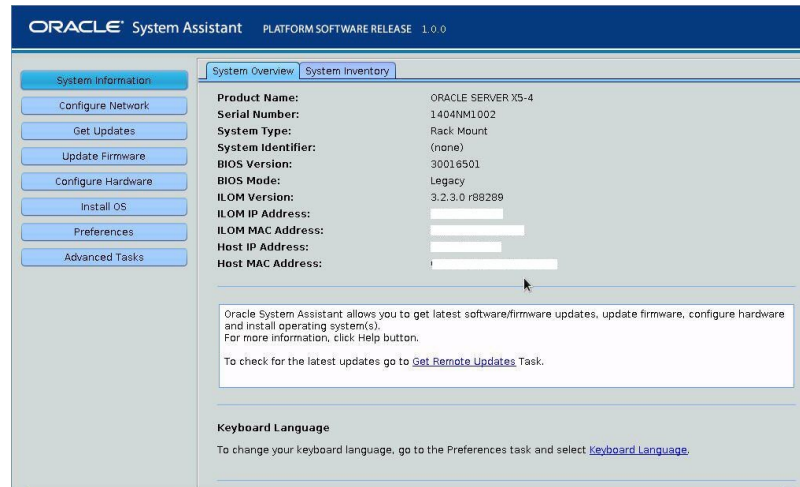 ORACLE® System Assistant PLATFORM SOFTWARE RELEASE 1.0.0
System Information
Configure Network
Get Updates
Update Firmware
Configure Hardware
Install OS
Preferences
Advanced Tasks
System Overview System Inventory
Product Name: ORACLE SERVER X5-4
Serial Number: 1404NM1002
System Type: Rack Mount
System Identifier: (none)
BIOS Version: 30016501
BIOS Mode: Legacy
ILOM Version: 3.2.3.0 r88289
ILOM IP Address:
ILOM MAC Address:
Host IP Address:
Host MAC Address:
Oracle System Assistant allows you to get latest software/firmware updates, update firmware, configure hardware
and install operating system(s).
For more information, click Help button.
To check for the latest updates go to Get Remote Updates Task.
Keyboard Language
To change your keyboard language, go to the Preferences task and select Keyboard Language.